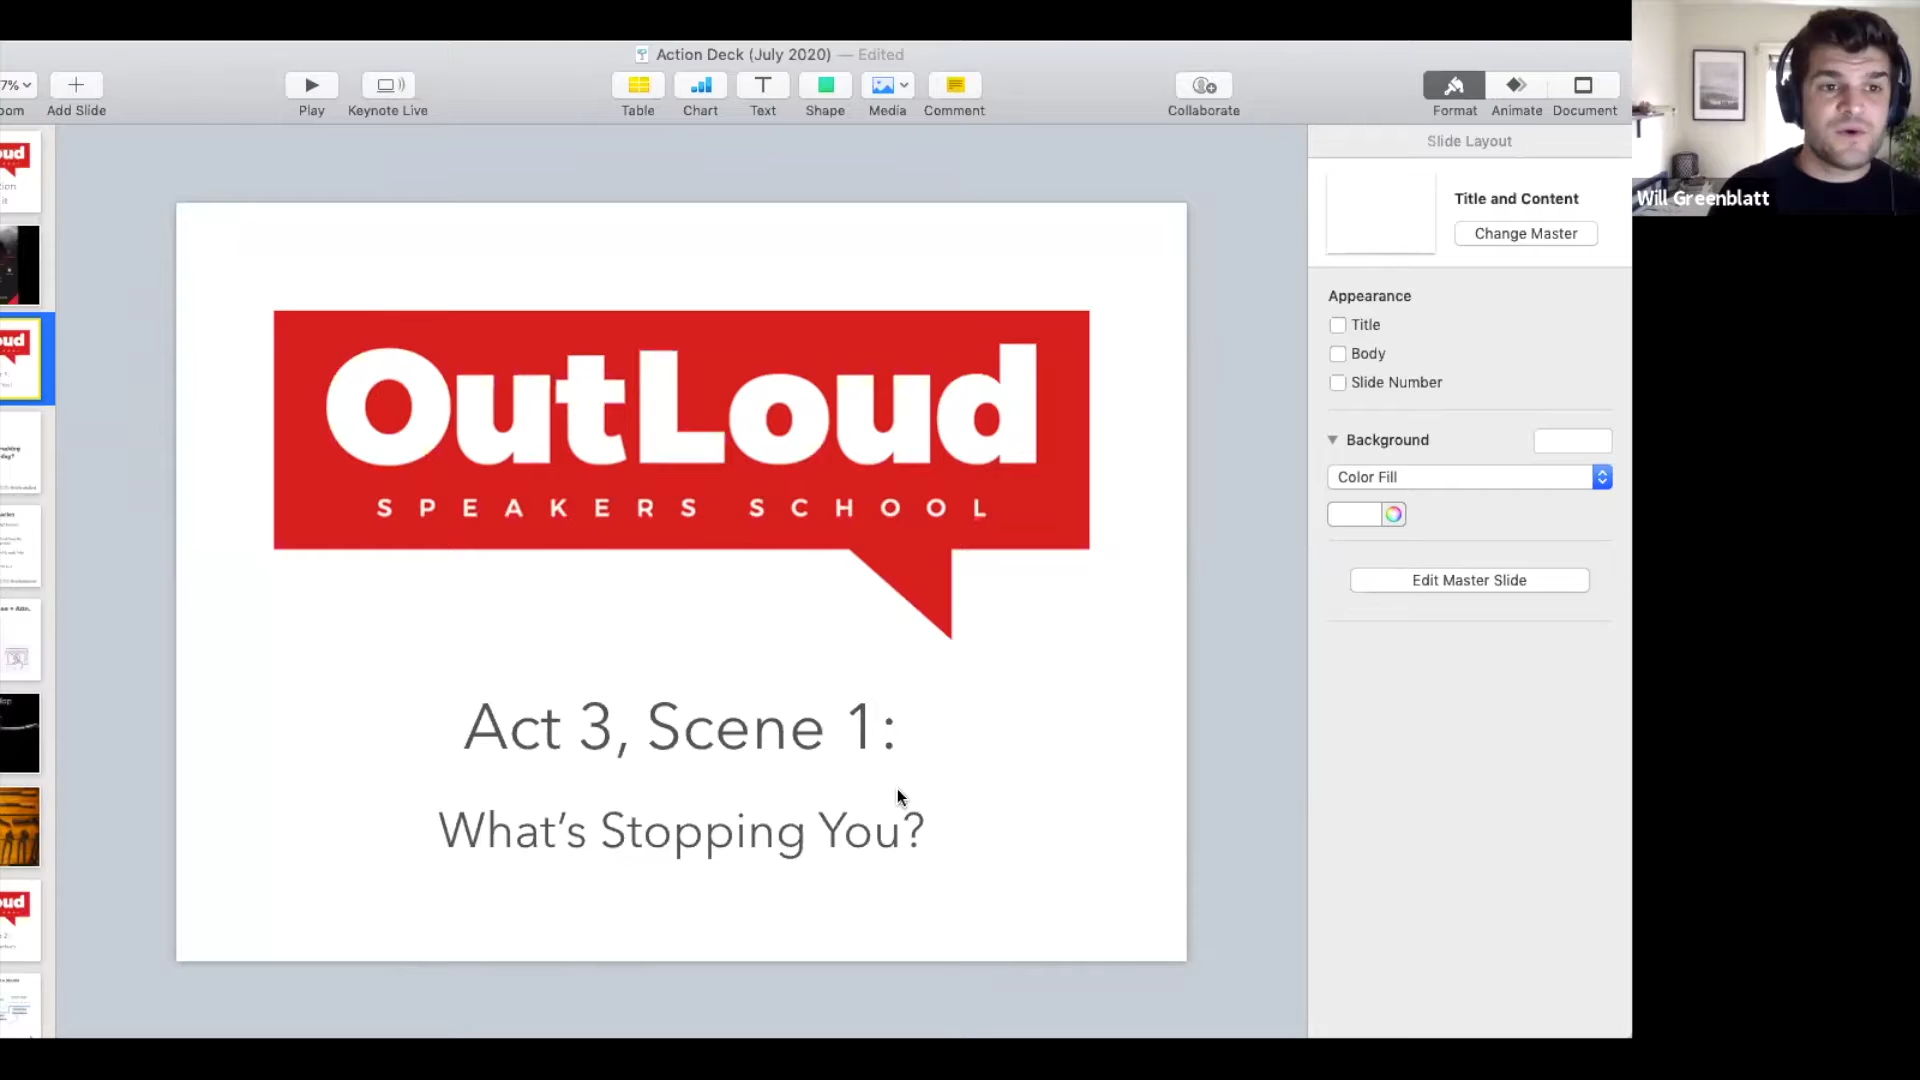 Action Deck (July 2020) — Edited
7%
oom
Add Slide
Play
Keynote Live
Table
Chart
Text
Shape
Media
Comment
Collaborate
Format
Animate
Document
Slide Layout
Title and Content
Change Master
Appearance
Title
Body
Slide Number
Background
Color Fill
Edit Master Slide
Will Greenblatt
OutLoud
SPEAKERS SCHOOL
Act 3, Scene 1:
What's Stopping You?